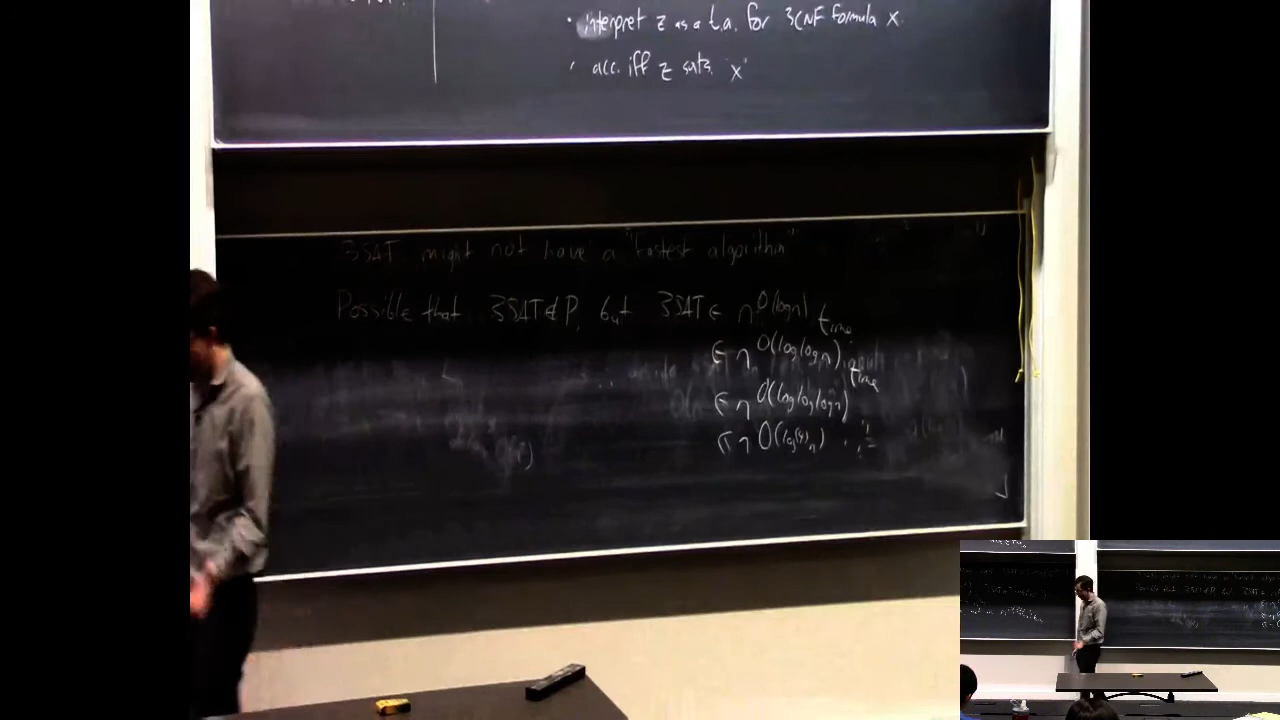 · interpret z as a t.a. for 3CNF formula x
· acc. iff z sats. "x"
3SAT might not have a "fastest algorithm"
Possible that 3SAT∉P, but 3SAT ∈ n^O(log n) time
∈ n^O(log log n) time
∈ n^O(log log log n)
∈ n^O(log^(4) n)